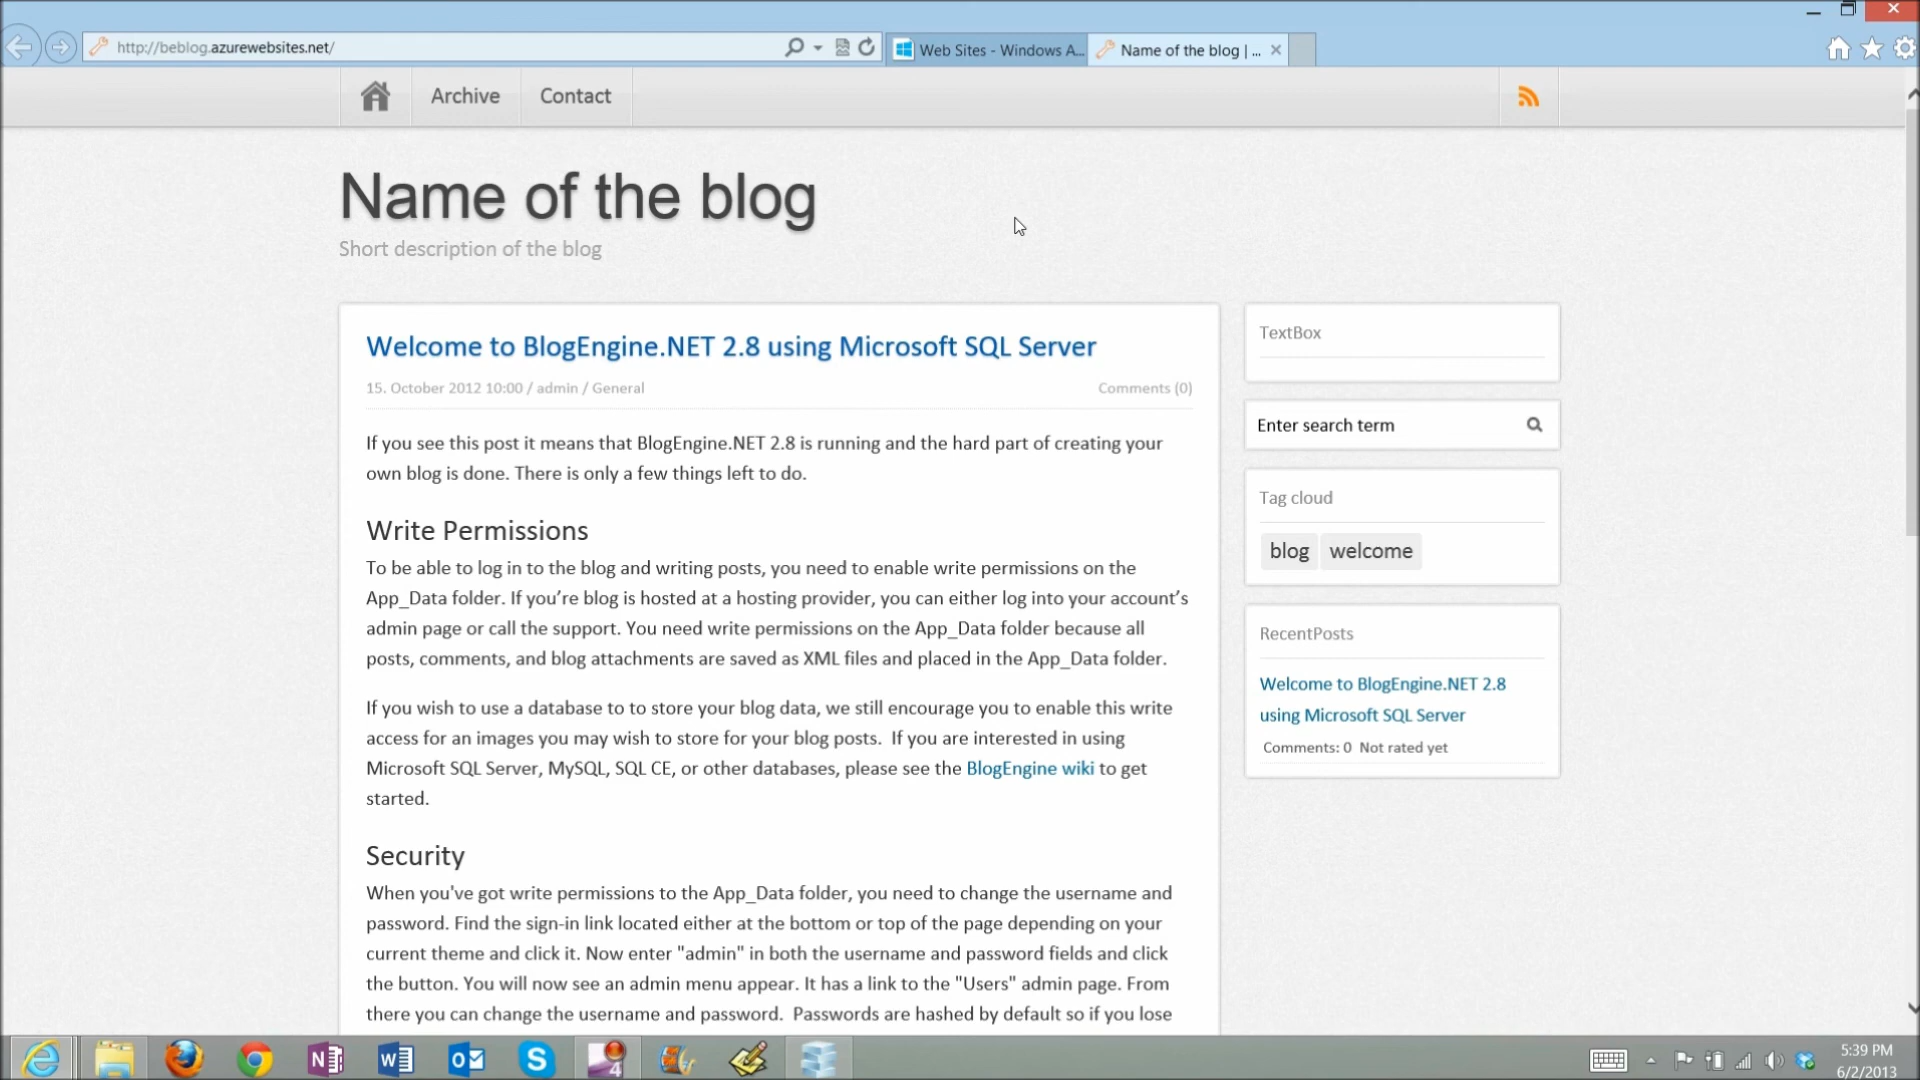 http://beblog.azurewebsites.net/
Web Sites - Windows A...
Name of the blog | ...
Archive
Contact
Name of the blog
Short description of the blog
Welcome to BlogEngine.NET 2.8 using Microsoft SQL Server
15. October 2012 10:00 / admin / General
Comments (0)
If you see this post it means that BlogEngine.NET 2.8 is running and the hard part of creating your
own blog is done. There is only a few things left to do.
Write Permissions
To be able to log in to the blog and writing posts, you need to enable write permissions on the
App_Data folder. If you’re blog is hosted at a hosting provider, you can either log into your account’s
admin page or call the support. You need write permissions on the App_Data folder because all
posts, comments, and blog attachments are saved as XML files and placed in the App_Data folder.
If you wish to use a database to to store your blog data, we still encourage you to enable this write
access for an images you may wish to store for your blog posts.  If you are interested in using
Microsoft SQL Server, MySQL, SQL CE, or other databases, please see the BlogEngine wiki to get
started.
Security
When you've got write permissions to the App_Data folder, you need to change the username and
password. Find the sign-in link located either at the bottom or top of the page depending on your
current theme and click it. Now enter "admin" in both the username and password fields and click
the button. You will now see an admin menu appear. It has a link to the "Users" admin page. From
there you can change the username and password.  Passwords are hashed by default so if you lose
TextBox
Enter search term
Tag cloud
blog
welcome
RecentPosts
Welcome to BlogEngine.NET 2.8
using Microsoft SQL Server
Comments: 0  Not rated yet
5:39 PM
6/2/2013